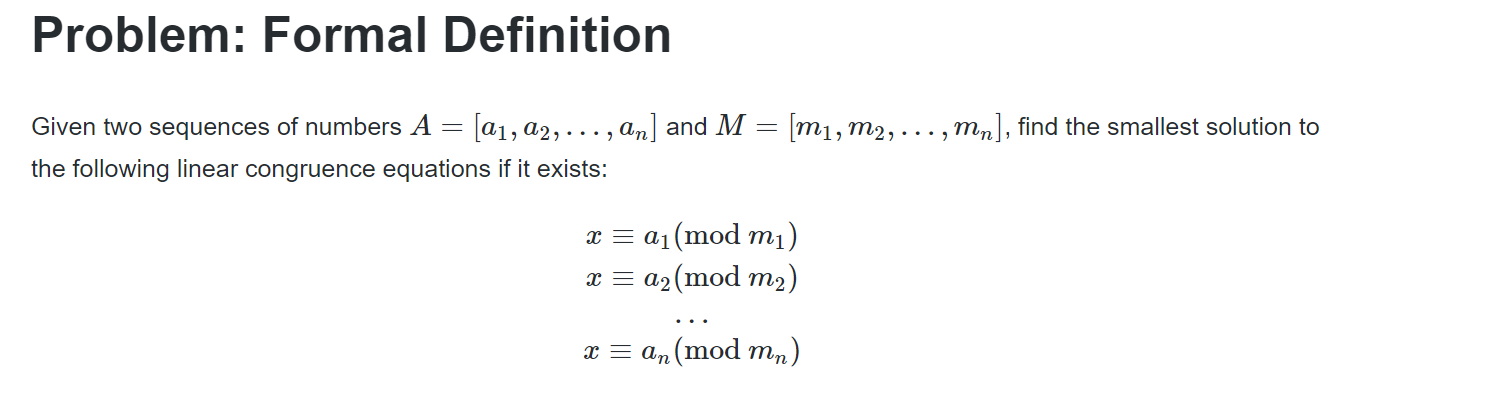 Problem: Formal Definition
Given two sequences of numbers A = [a₁, a₂, . . . , aₙ] and M = [m₁, m₂, . . . , mₙ], find the smallest solution to
the following linear congruence equations if it exists:
x ≡ a₁(mod m₁)
x ≡ a₂(mod m₂)
. . .
x ≡ aₙ(mod mₙ)